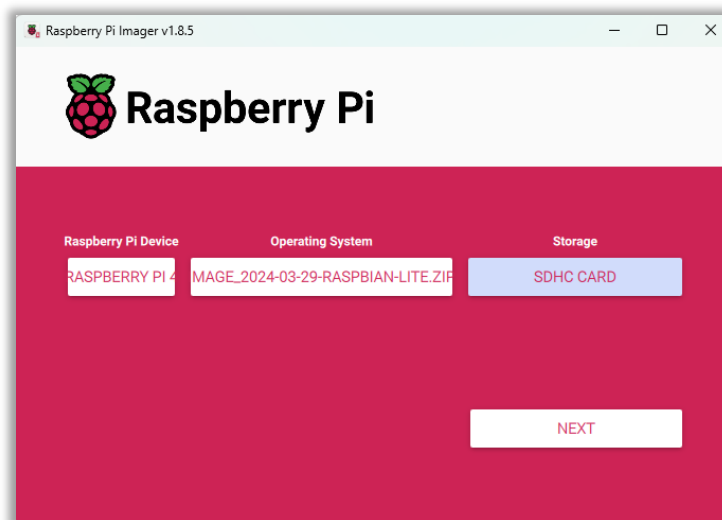 Raspberry Pi Imager v1.8.5
Raspberry Pi
Raspberry Pi Device Operating System Storage
RASPBERRY PI 4 MAGE_2024-03-29-RASPBIAN-LITE.ZIP SDHC CARD
NEXT